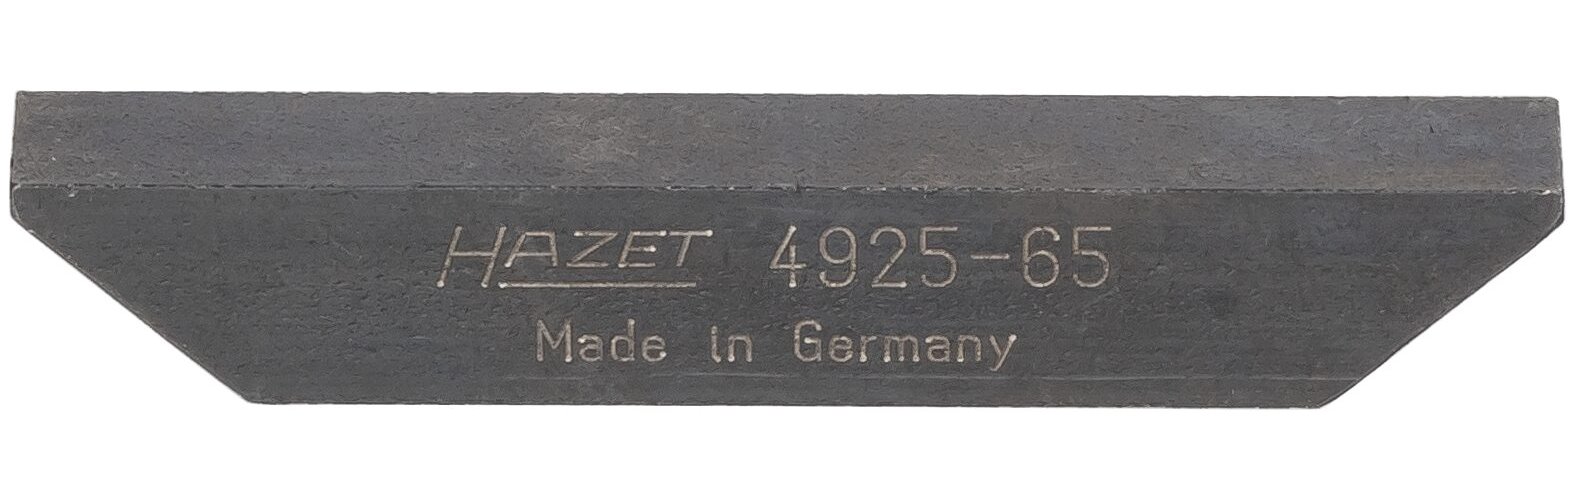 HAZET 4925-65
Made in Germany